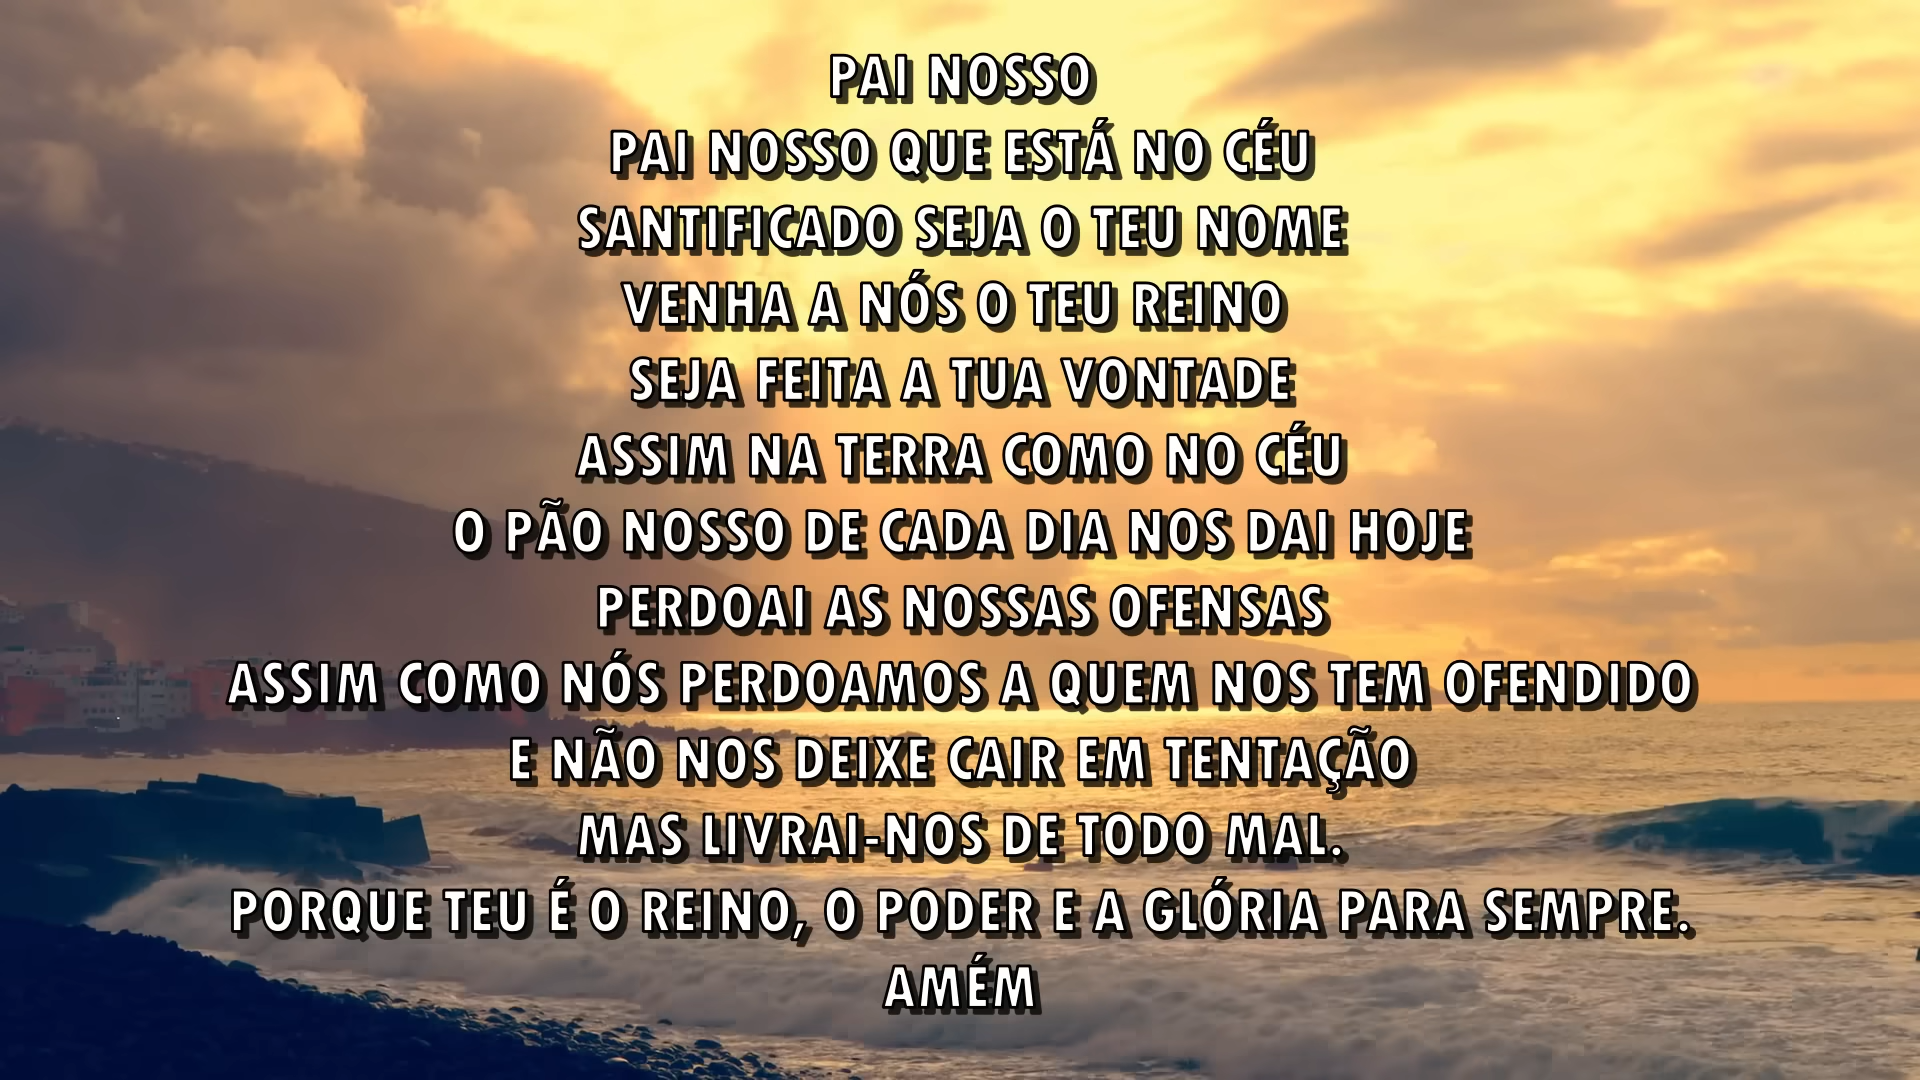 PAI NOSSO
PAI NOSSO QUE ESTÁ NO CÉU
SANTIFICADO SEJA O TEU NOME
VENHA A NÓS O TEU REINO
SEJA FEITA A TUA VONTADE
ASSIM NA TERRA COMO NO CÉU
O PÃO NOSSO DE CADA DIA NOS DAI HOJE
PERDOAI AS NOSSAS OFENSAS
ASSIM COMO NÓS PERDOAMOS A QUEM NOS TEM OFENDIDO
E NÃO NOS DEIXE CAIR EM TENTAÇÃO
MAS LIVRAI-NOS DE TODO MAL.
PORQUE TEU É O REINO, O PODER E A GLÓRIA PARA SEMPRE.
AMÉM